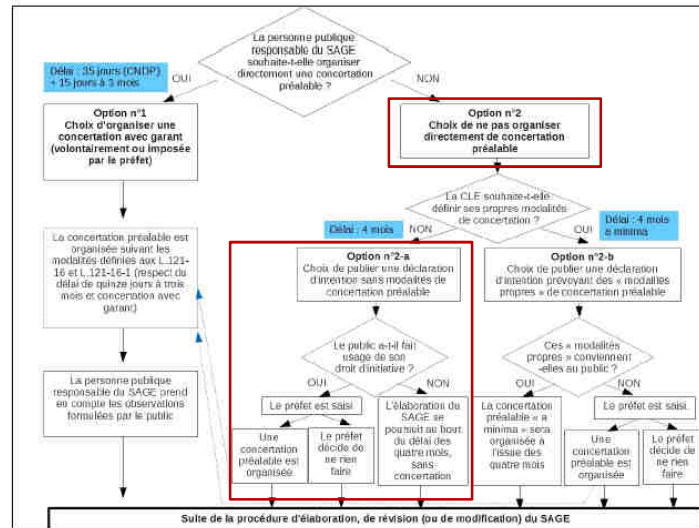 La personne publique
responsable du SAGE
souhaite-t-elle organiser
directement une concertation
préalable ?
Délai : 35 jours (CNDP)
+ 15 jours à 3 mois
OUI
NON
Option n°1
Choix d'organiser une
concertation avec garant
(volontairement ou imposée
par le préfet)
Option n°2
Choix de ne pas organiser
directement de concertation
préalable
La CLE souhaite-t-elle
définir ses propres modalités
de concertation ?
Délai : 4 mois
NON
OUI
Délai : 4 mois
a minima
La concertation préalable est
organisée suivant les
modalités définies aux L.121-
16 et L.121-16-1 (respect du
délai de quinze jours à trois
mois et concertation avec
garant)
Option n°2-a
Choix de publier une déclaration
d'intention sans modalités de
concertation préalable
Option n°2-b
Choix de publier une déclaration
d'intention prévoyant des « modalités
propres » de concertation préalable
Le public a-t-il fait
usage de son
droit d'initiative ?
OUI
NON
Ces « modalités
propres » conviennent
-elles au public ?
OUI
NON
La personne publique
responsable du SAGE prend
en compte les observations
formulées par le public
Le préfet est saisi
Une
concertation
préalable est
organisée
Le préfet
décide de
ne rien
faire
L'élaboration du
SAGE se
poursuit au bout
du délai des
quatre mois,
sans
concertation
La concertation
préalable « a
minima » sera
organisée à
l'issue des
quatre mois
Le préfet est saisi.
Une
concertation
préalable est
organisée
Le préfet
décide de
ne rien
faire
Suite de la procédure d'élaboration, de révision (ou de modification) du SAGE